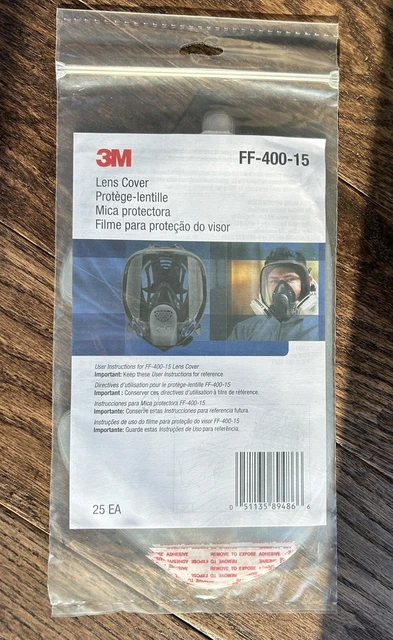 3M
FF-400-15
Lens Cover
Protège-lentille
Mica protectora
Filme para proteção do visor
User Instructions for FF-400-15 Lens Cover
Important: Keep these User Instructions for reference.
Directives d'utilisation pour le protège-lentille FF-400-15
Important : Conserver ces directives d'utilisation à titre de référence.
Instrucciones para Mica protectora FF-400-15
Importante: Conserve estas Instrucciones para referencia futura.
Instruções de uso do filme para proteção do visor FF-400-15
Importante: Guarde estas Instruções de Uso para referência.
25 EA
0 51135 89486 6
REMOVE TO EXPOSE ADHESIVE